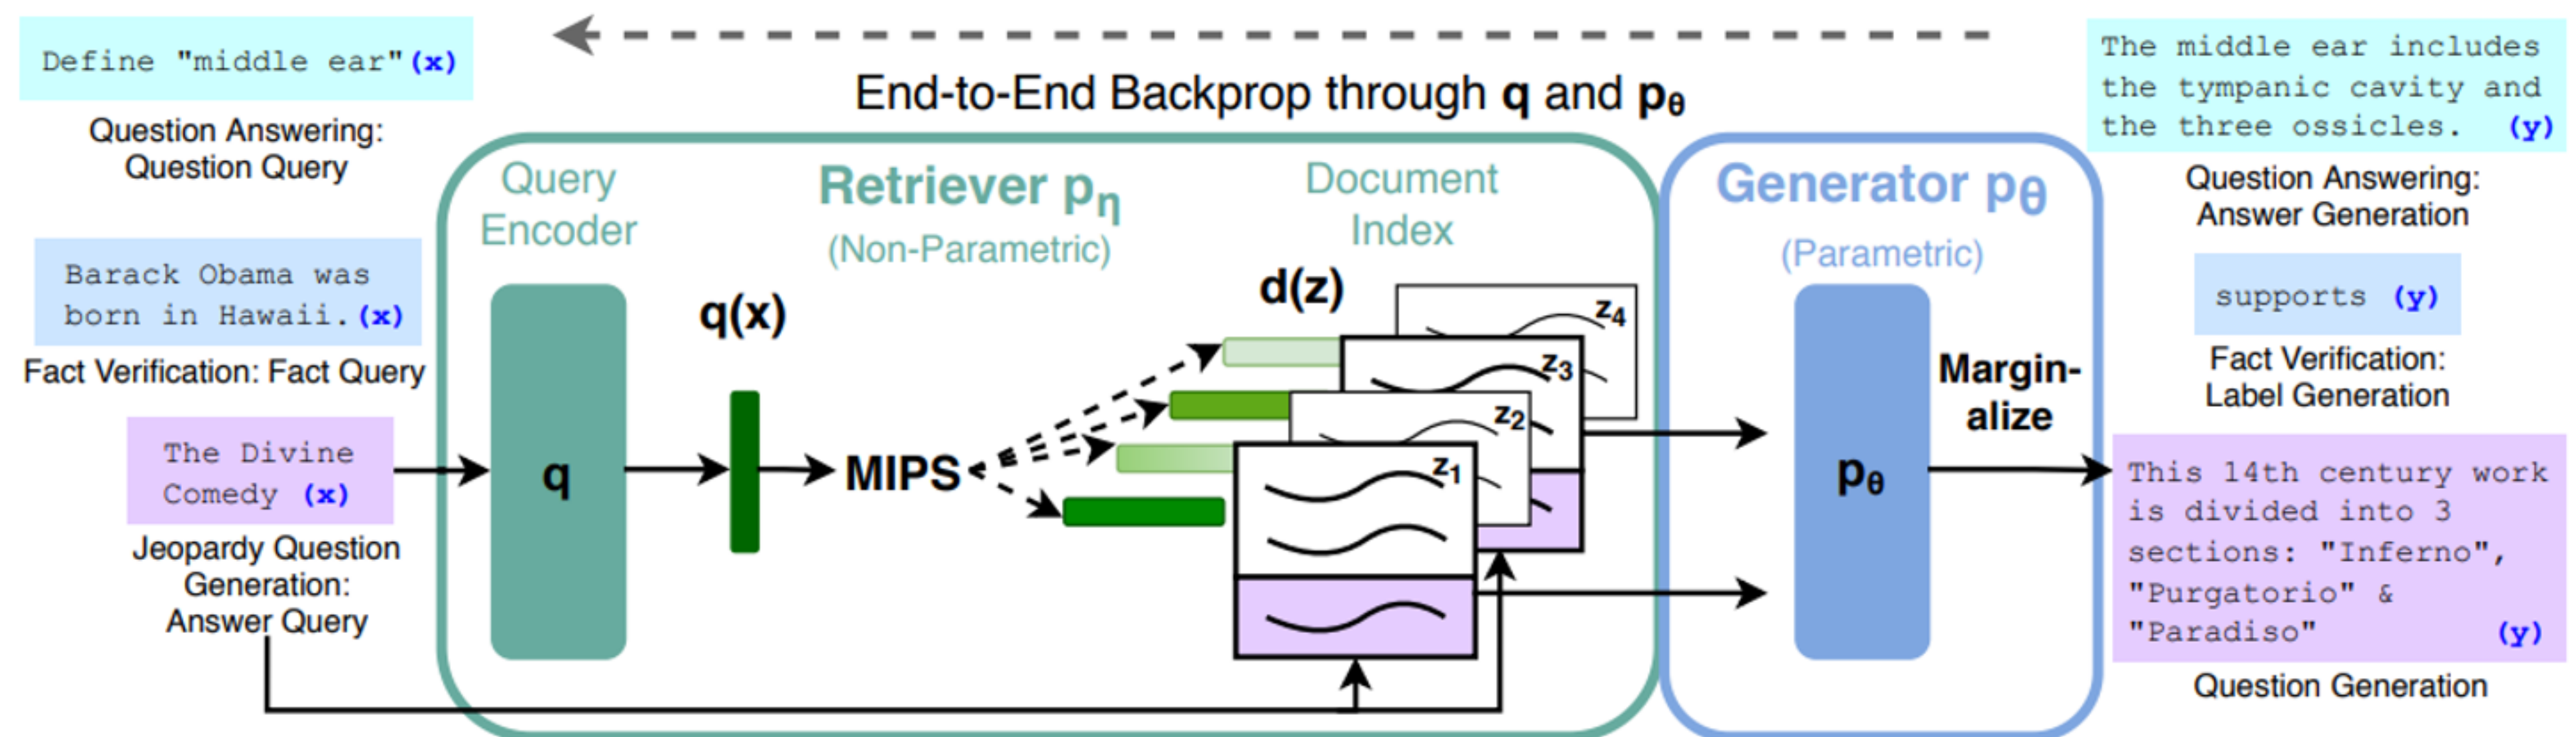 Define "middle ear" (x)
Question Answering:
Question Query
Barack Obama was
born in Hawaii. (x)
Fact Verification: Fact Query
The Divine
Comedy (x)
Jeopardy Question
Generation:
Answer Query
End-to-End Backprop through q and pθ
Query
Encoder
Retriever pη
(Non-Parametric)
Document
Index
q
q(x)
MIPS
d(z)
z4
z3
z2
z1
Generator pθ
(Parametric)
pθ
Margin-
alize
The middle ear includes
the tympanic cavity and
the three ossicles. (y)
Question Answering:
Answer Generation
supports (y)
Fact Verification:
Label Generation
This 14th century work
is divided into 3
sections: "Inferno",
"Purgatorio" &
"Paradiso" (y)
Question Generation